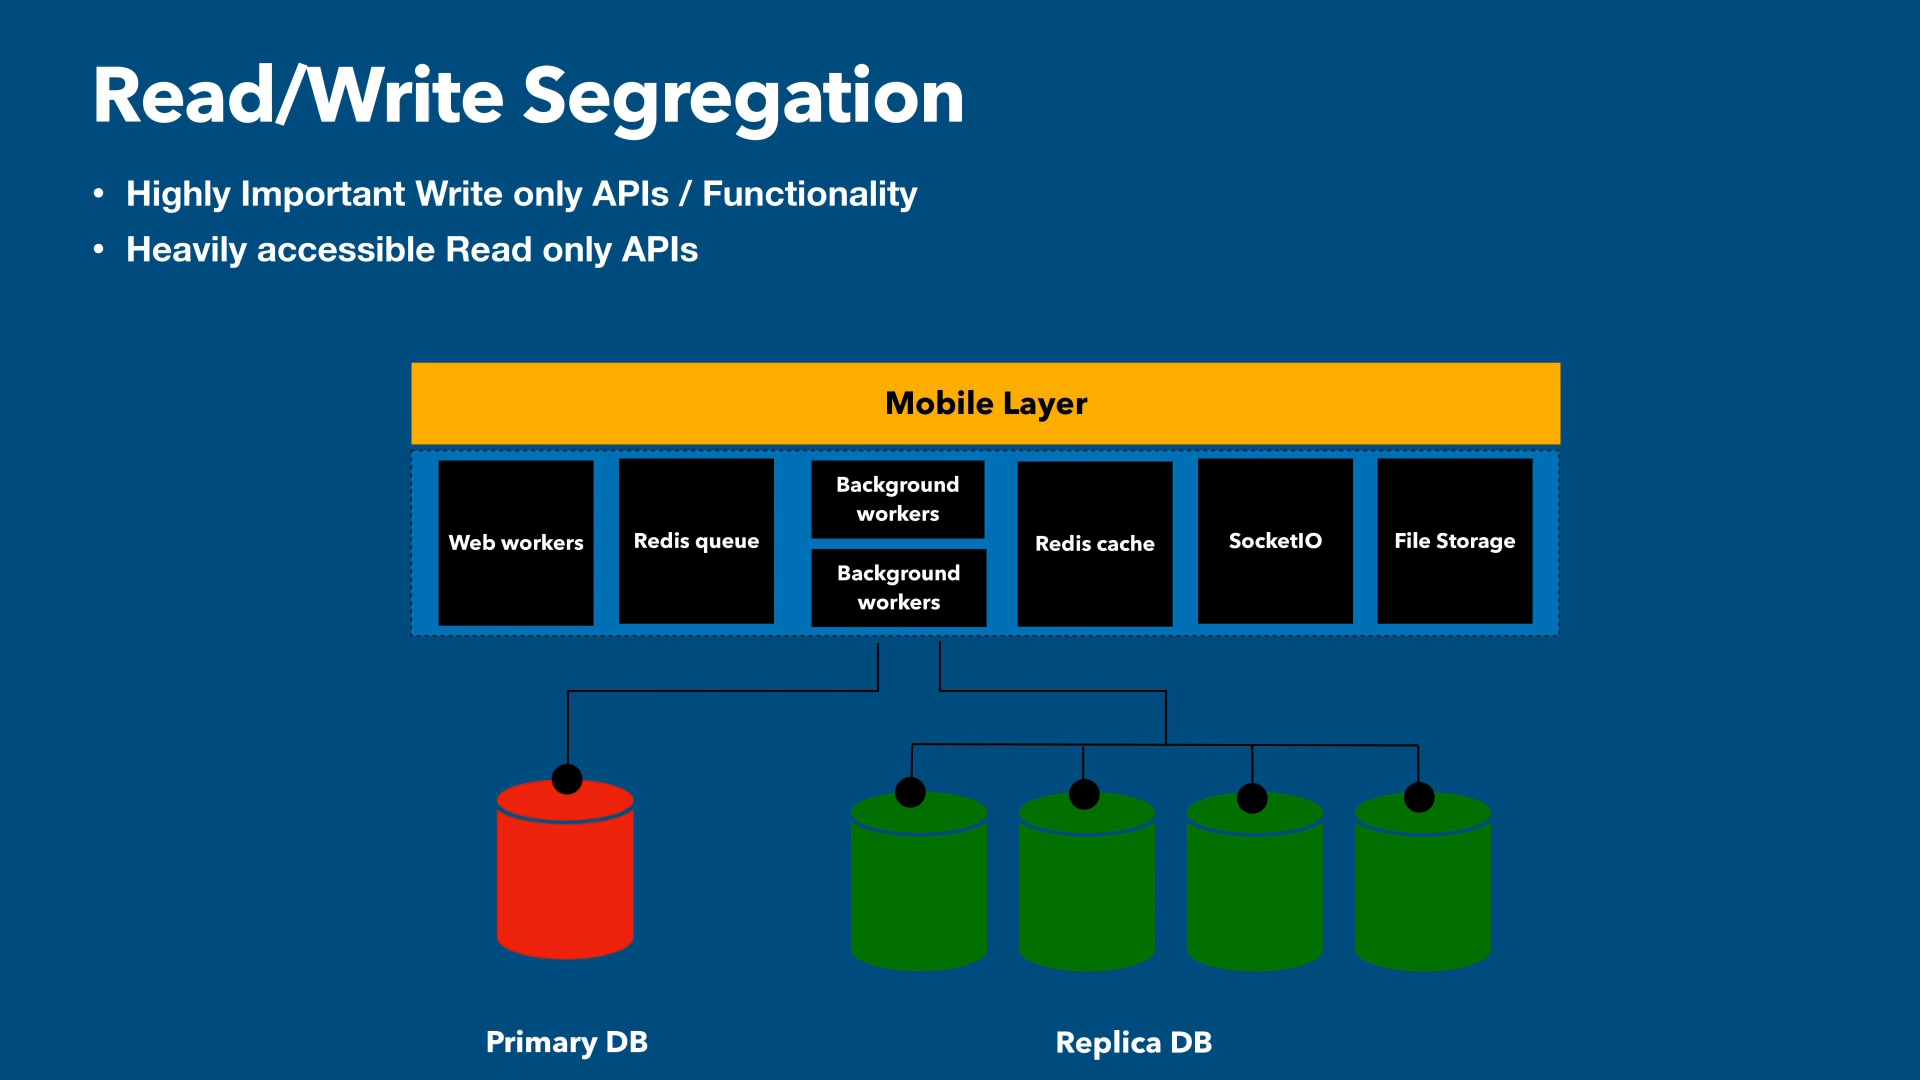 Read/Write Segregation
• Highly Important Write only APIs / Functionality
• Heavily accessible Read only APIs
Mobile Layer
Web workers
Redis queue
Background
workers
Background
workers
Redis cache
SocketIO
File Storage
Primary DB
Replica DB